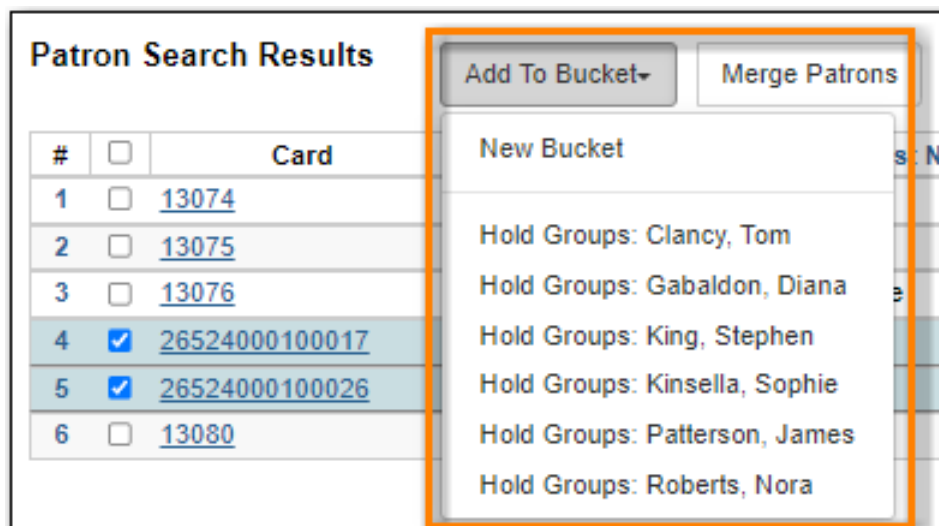 Patron Search Results
Add To Bucket
Merge Patrons
# Card
New Bucket
1 13074
2 13075
3 13076
4 26524000100017
5 26524000100026
6 13080
Hold Groups: Clancy, Tom
Hold Groups: Gabaldon, Diana
Hold Groups: King, Stephen
Hold Groups: Kinsella, Sophie
Hold Groups: Patterson, James
Hold Groups: Roberts, Nora